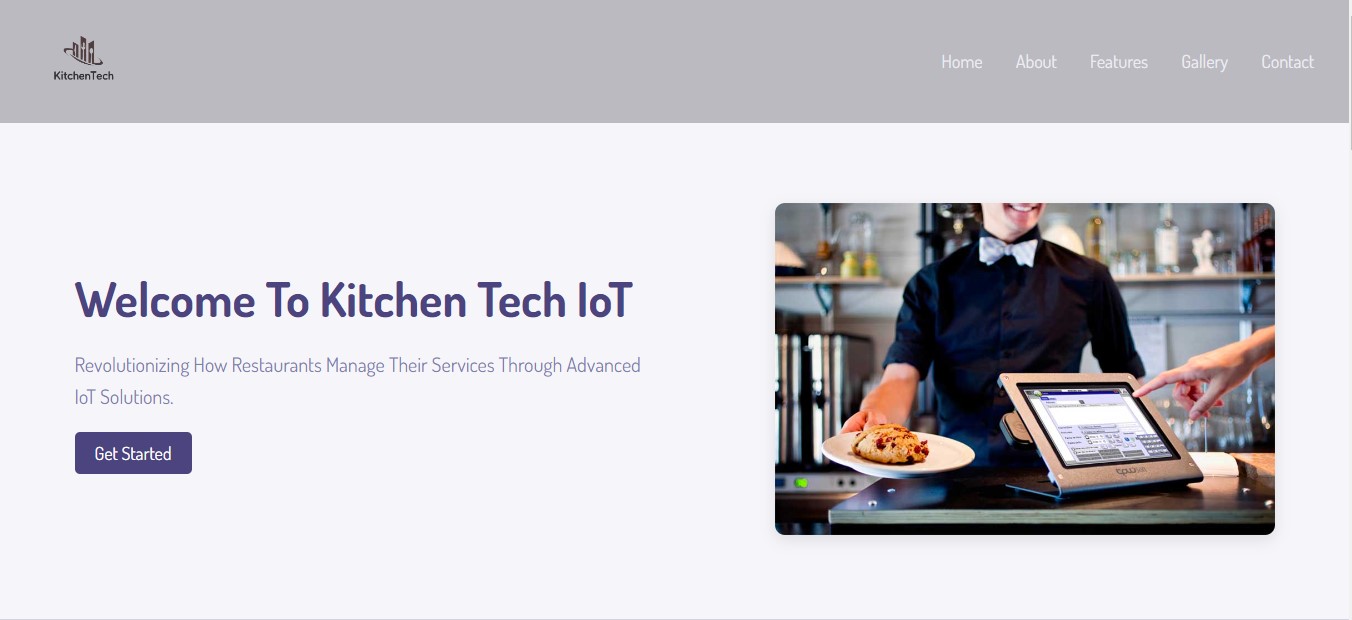 KitchenTech
Home
About
Features
Gallery
Contact
Welcome To Kitchen Tech IoT
Revolutionizing How Restaurants Manage Their Services Through Advanced
IoT Solutions.
Get Started